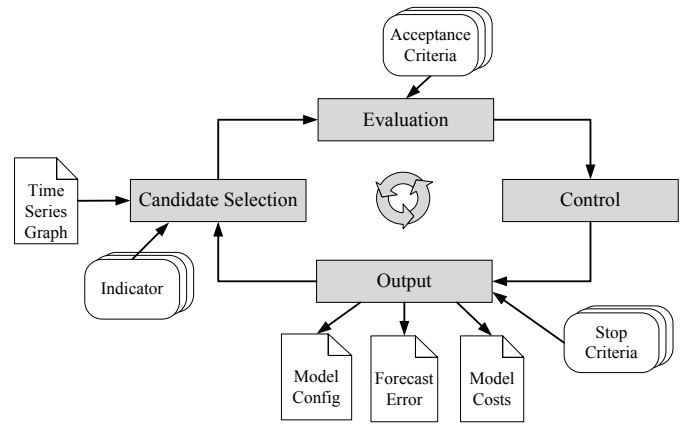 Acceptance
Criteria
Evaluation
Time
Series
Graph
Candidate Selection
Control
Indicator
Output
Stop
Criteria
Model
Config
Forecast
Error
Model
Costs